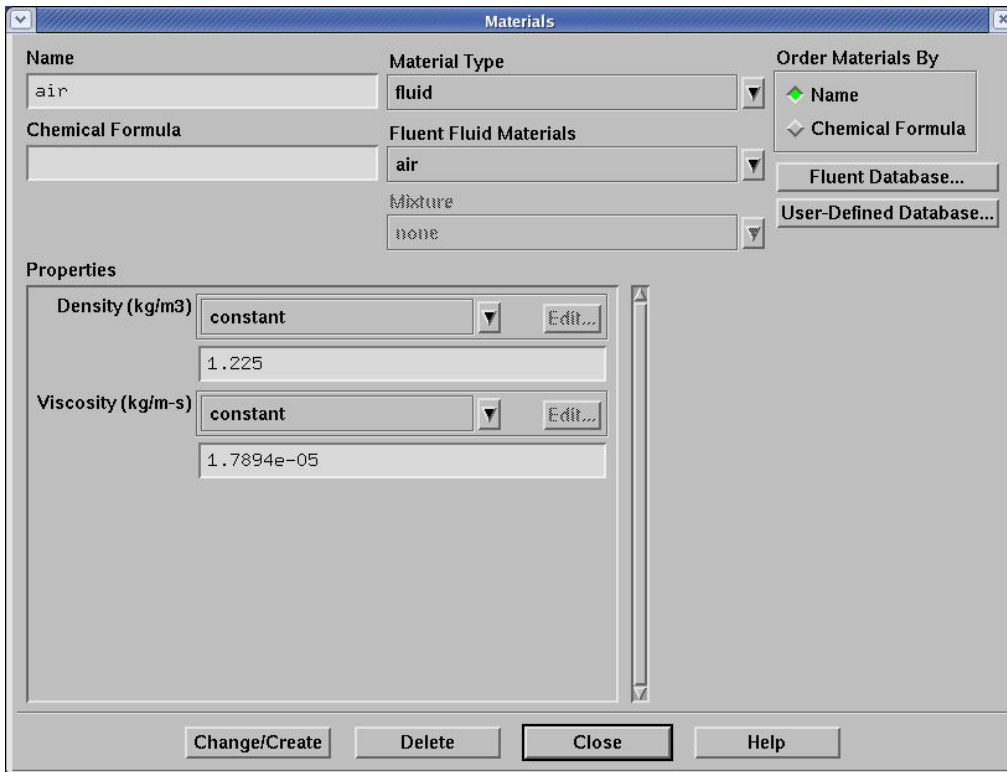 Materials
Name
air
Material Type
fluid
Order Materials By
Name
Chemical Formula
Chemical Formula
Fluent Fluid Materials
air
Fluent Database...
User-Defined Database...
Mixture
none
Properties
Density (kg/m3)
constant
Edit...
1.225
Viscosity (kg/m-s)
constant
Edit...
1.7894e-05
Change/Create
Delete
Close
Help